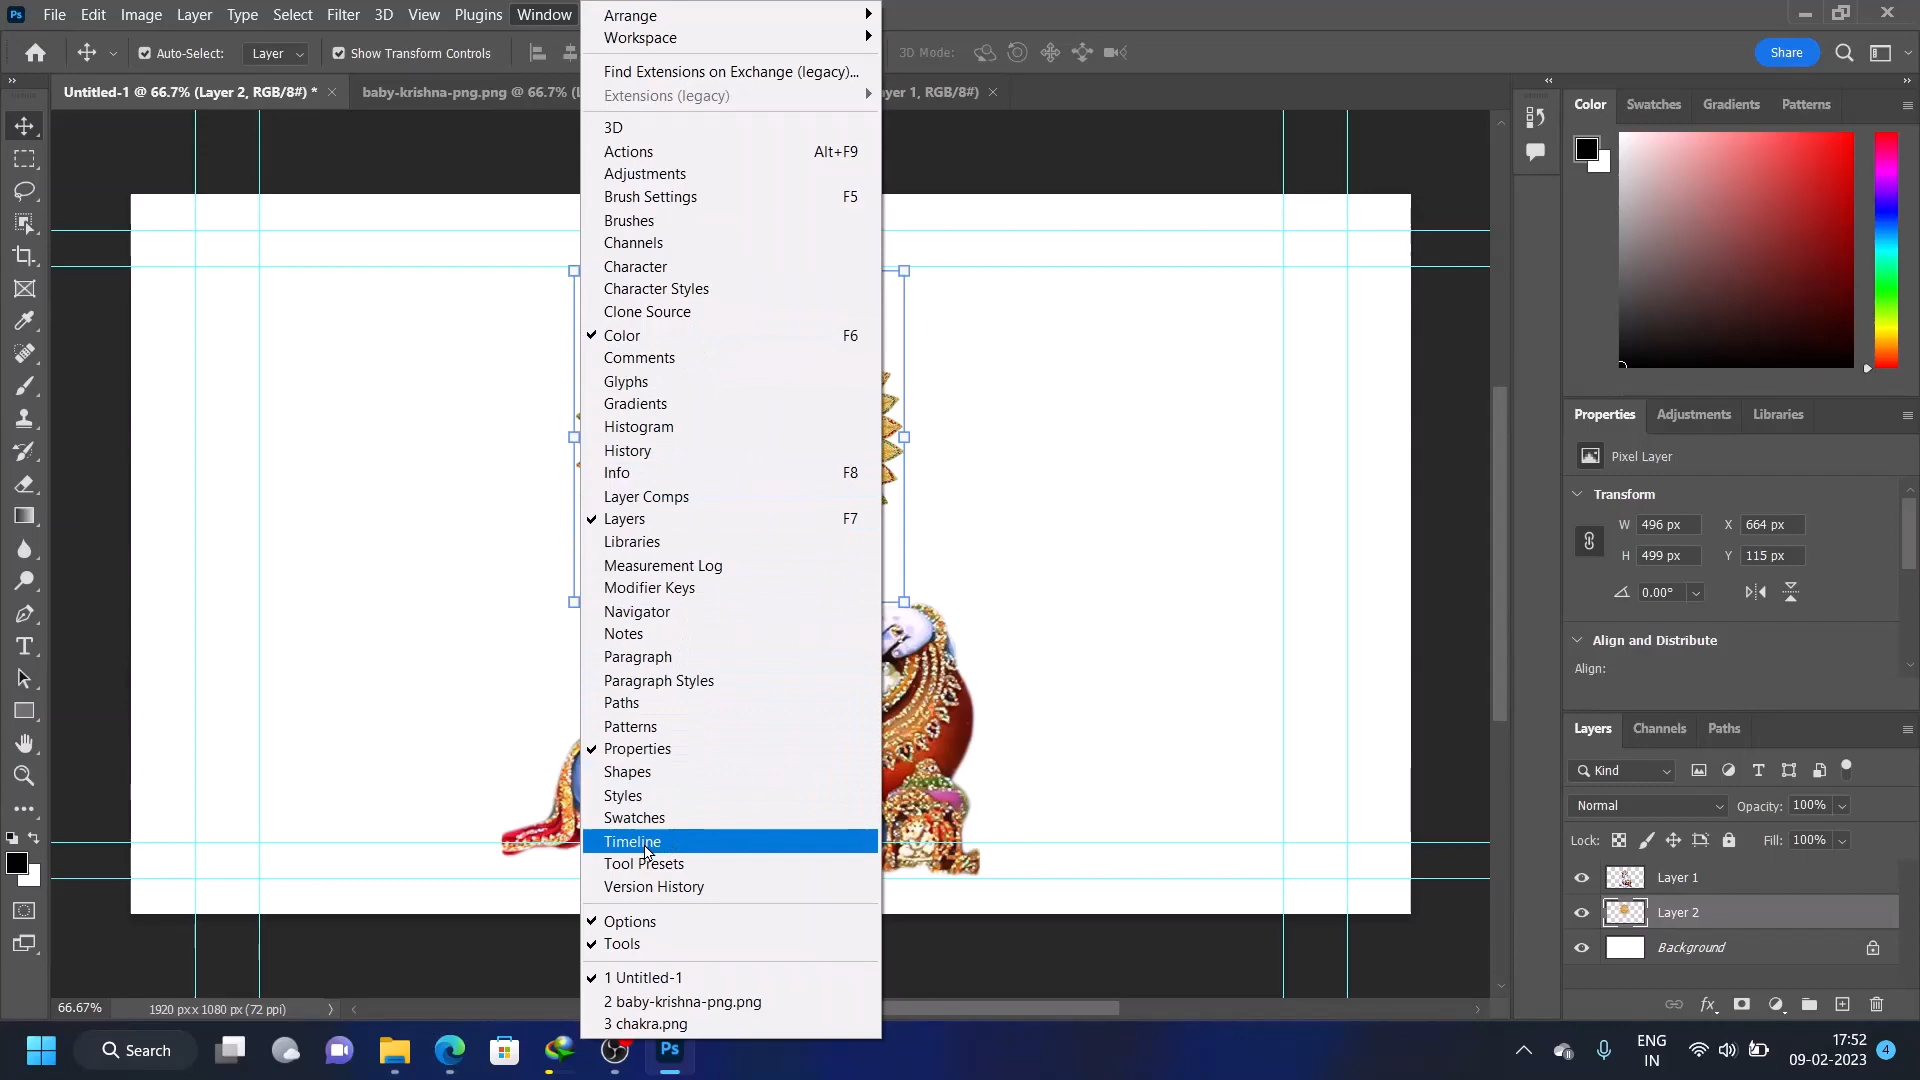 Ps File Edit Image Layer Type Select Filter 3D View Plugins Window
Auto-Select: Layer Show Transform Controls 3D Mode: Share
Untitled-1 @ 66.7% (Layer 2, RGB/8#) * × baby-krishna-png.png @ 66.7% (L yer 1, RGB/8#) ×
Arrange
Workspace
Find Extensions on Exchange (legacy)...
Extensions (legacy)
3D
Actions Alt+F9
Adjustments
Brush Settings F5
Brushes
Channels
Character
Character Styles
Clone Source
Color F6
Comments
Glyphs
Gradients
Histogram
History
Info F8
Layer Comps
Layers F7
Libraries
Measurement Log
Modifier Keys
Navigator
Notes
Paragraph
Paragraph Styles
Paths
Patterns
Properties
Shapes
Styles
Swatches
Timeline
Tool Presets
Version History
Options
Tools
1 Untitled-1
2 baby-krishna-png.png
3 chakra.png
Color Swatches Gradients Patterns
Properties Adjustments Libraries
Pixel Layer
Transform
W 496 px X 664 px
H 499 px Y 115 px
0.00°
Align and Distribute
Align:
Layers Channels Paths
Kind
Normal Opacity: 100%
Lock: Fill: 100%
Layer 1
Layer 2
Background
fx
66.67% 1920 px x 1080 px (72 ppi)
Search Ps ENG IN 17:52 09-02-2023 4